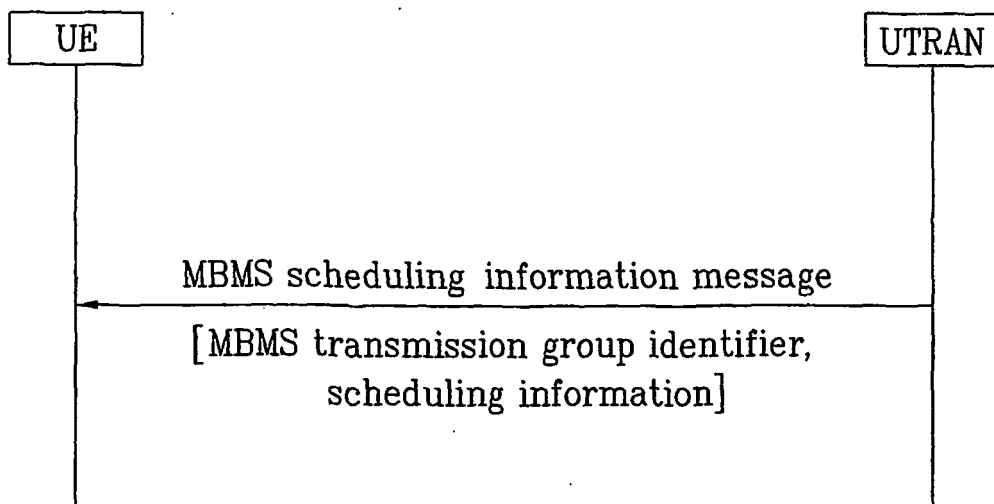 UE
UTRAN
MBMS scheduling information message
[MBMS transmission group identifier,
scheduling information]